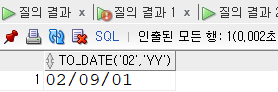 질의 결과 x 질의 결과 1 x 질의 결과 2
SQL | 인출된 모든 행: 1(0,002초
TO_DATE('02','YY')
1 02/09/01